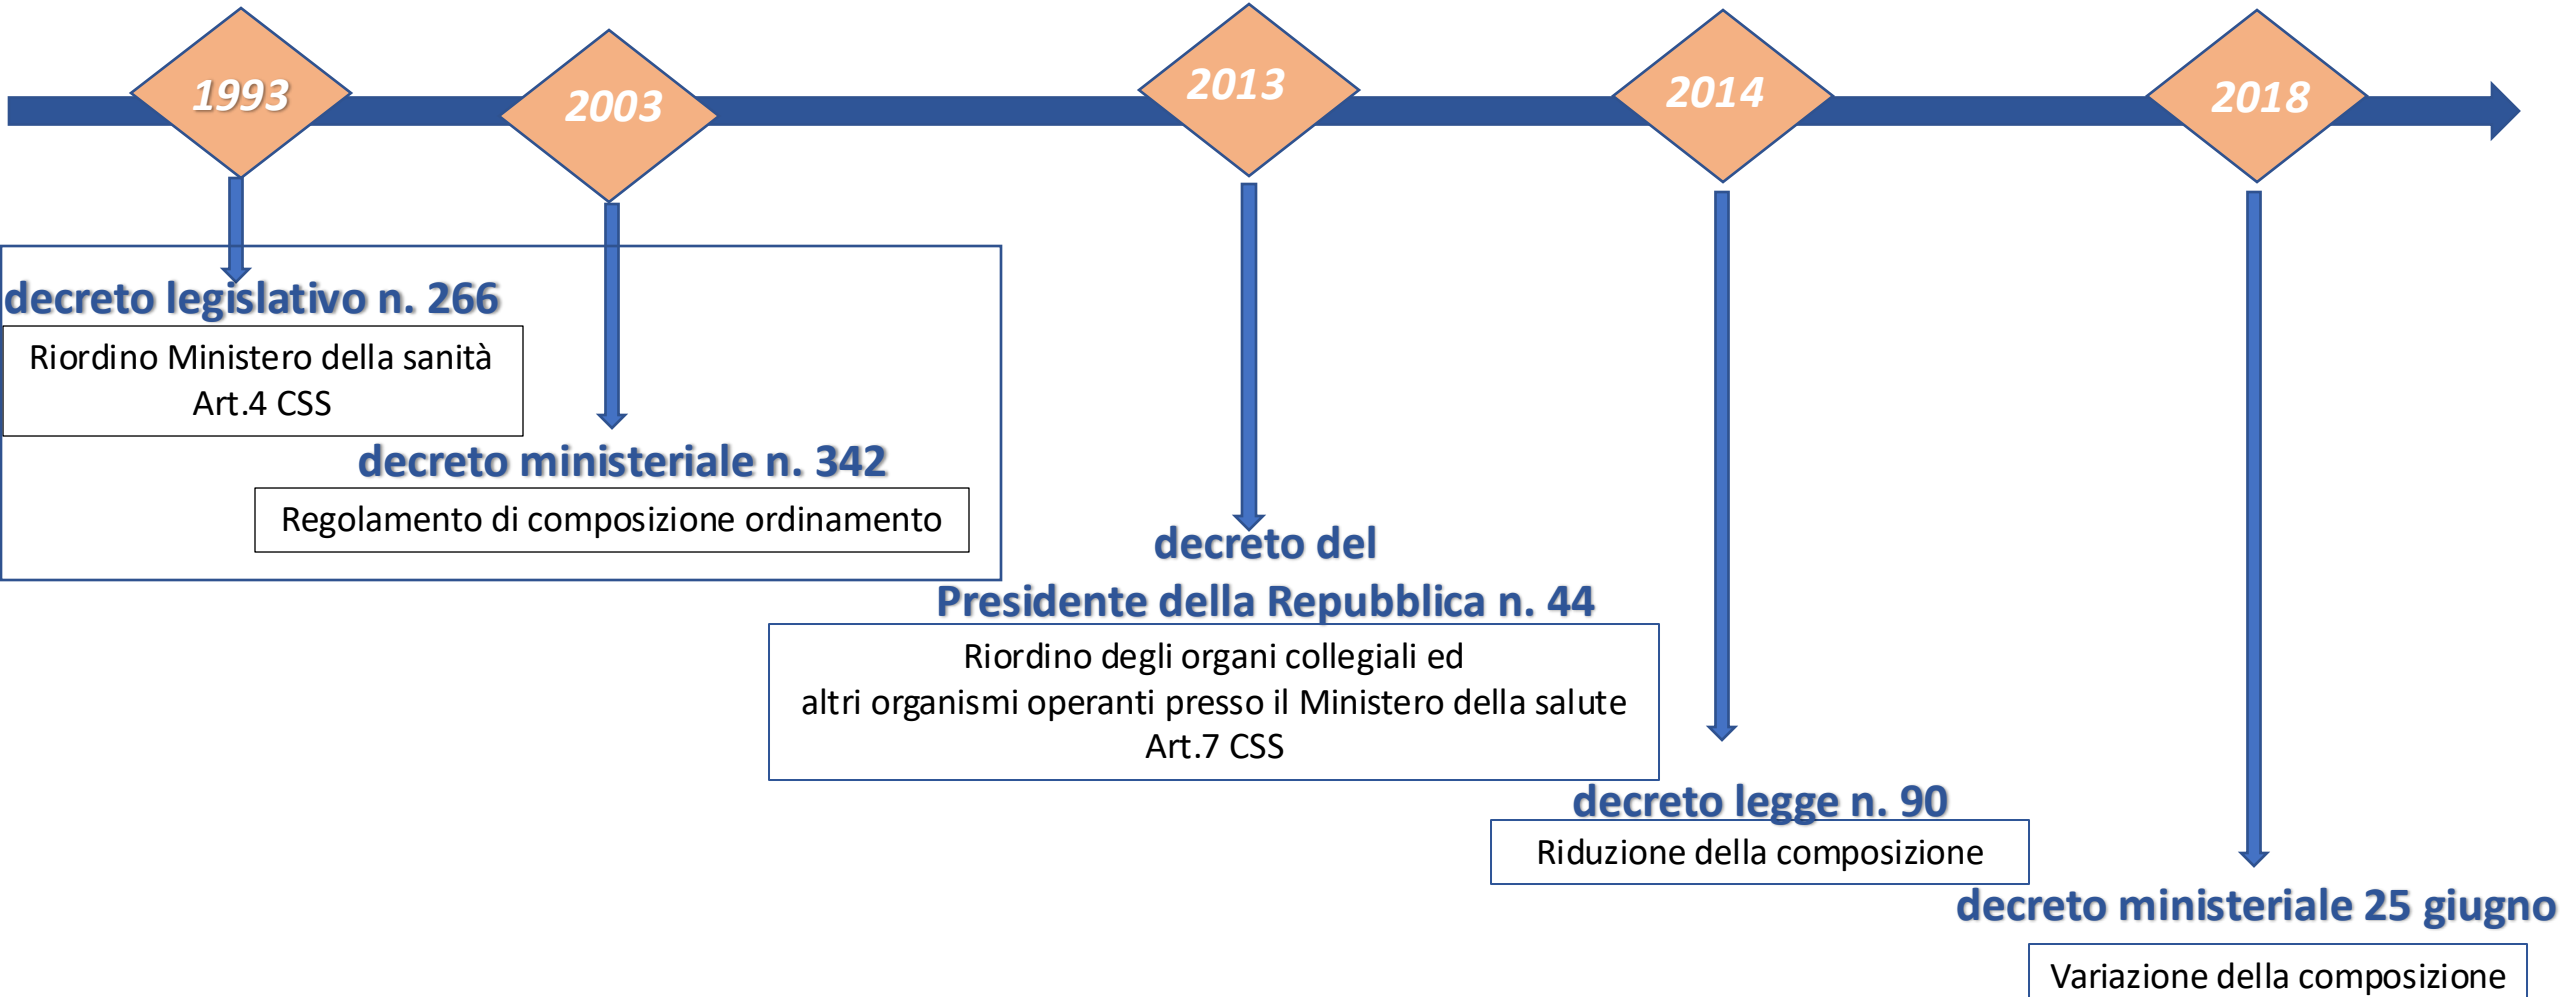 1993
2003
2013
2014
2018
decreto legislativo n. 266
Riordino Ministero della sanità
Art.4 CSS
decreto ministeriale n. 342
Regolamento di composizione ordinamento
decreto del
Presidente della Repubblica n. 44
Riordino degli organi collegiali ed
altri organismi operanti presso il Ministero della salute
Art.7 CSS
decreto legge n. 90
Riduzione della composizione
decreto ministeriale 25 giugno
Variazione della composizione